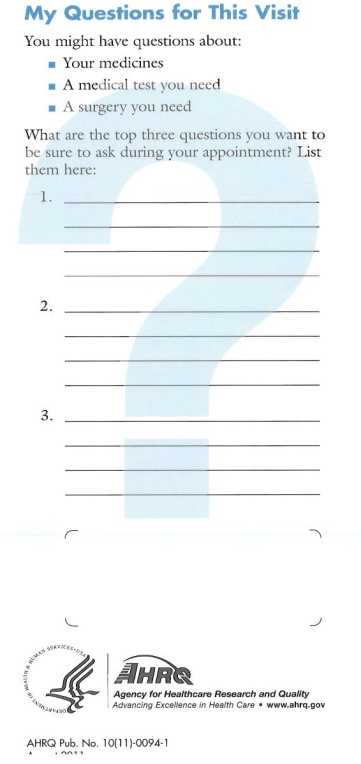 My Questions for This Visit
You might have questions about:
■ Your medicines
■ A medical test you need
■ A surgery you need
What are the top three questions you want to
be sure to ask during your appointment? List
them here:
1.
2.
3.
DEPARTMENT OF HEALTH & HUMAN SERVICES • USA
AHRQ
Agency for Healthcare Research and Quality
Advancing Excellence in Health Care • www.ahrq.gov
AHRQ Pub. No. 10(11)-0094-1